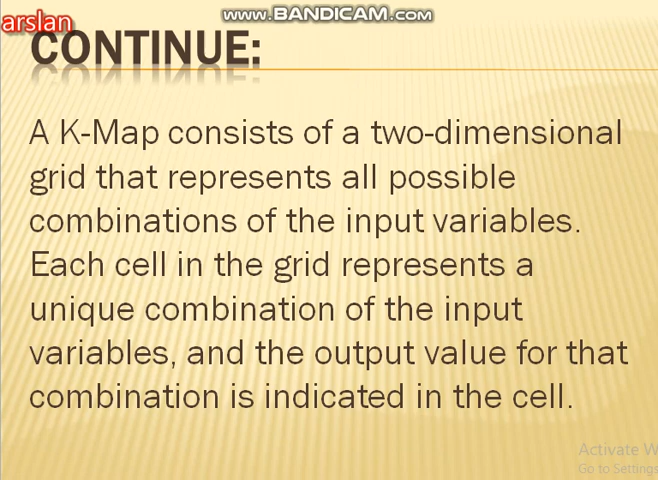 www.BANDICAM.com
arslan
CONTINUE:
A K-Map consists of a two-dimensional
grid that represents all possible
combinations of the input variables.
Each cell in the grid represents a
unique combination of the input
variables, and the output value for that
combination is indicated in the cell.
Activate W
Go to Settings